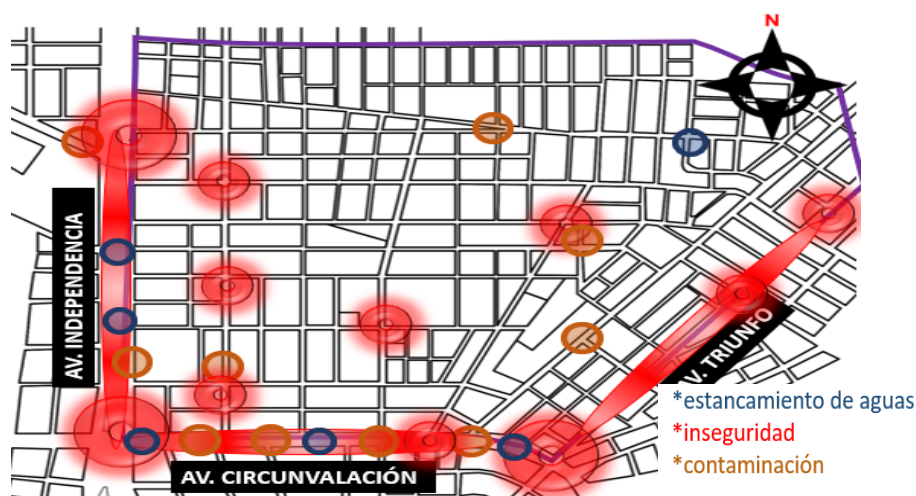 N
AV. INDEPENDENCIA
AV. TRIUNFO
*estancamiento de aguas
*inseguridad
*contaminación
AV. CIRCUNVALACIÓN